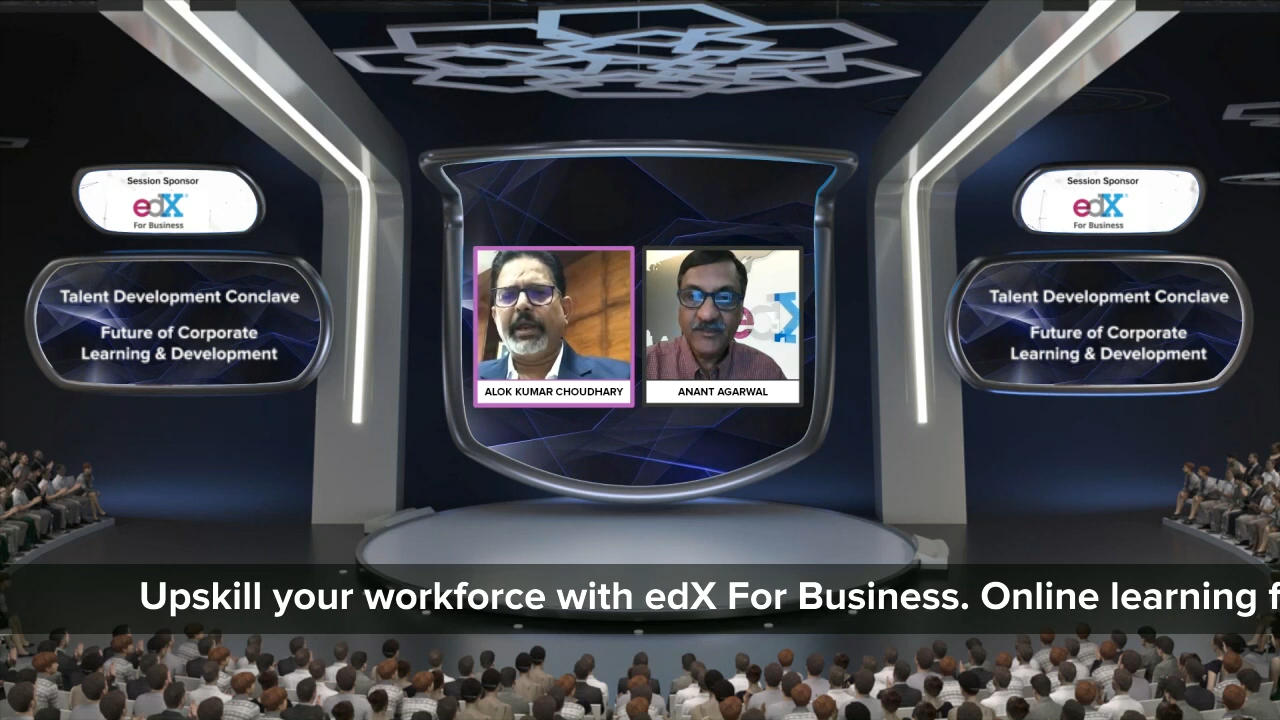 Session Sponsor
edX
For Business
Talent Development Conclave
Future of Corporate
Learning & Development
ALOK KUMAR CHOUDHARY
edX
ANANT AGARWAL
Session Sponsor
edX
For Business
Talent Development Conclave
Future of Corporate
Learning & Development
Upskill your workforce with edX For Business. Online learning